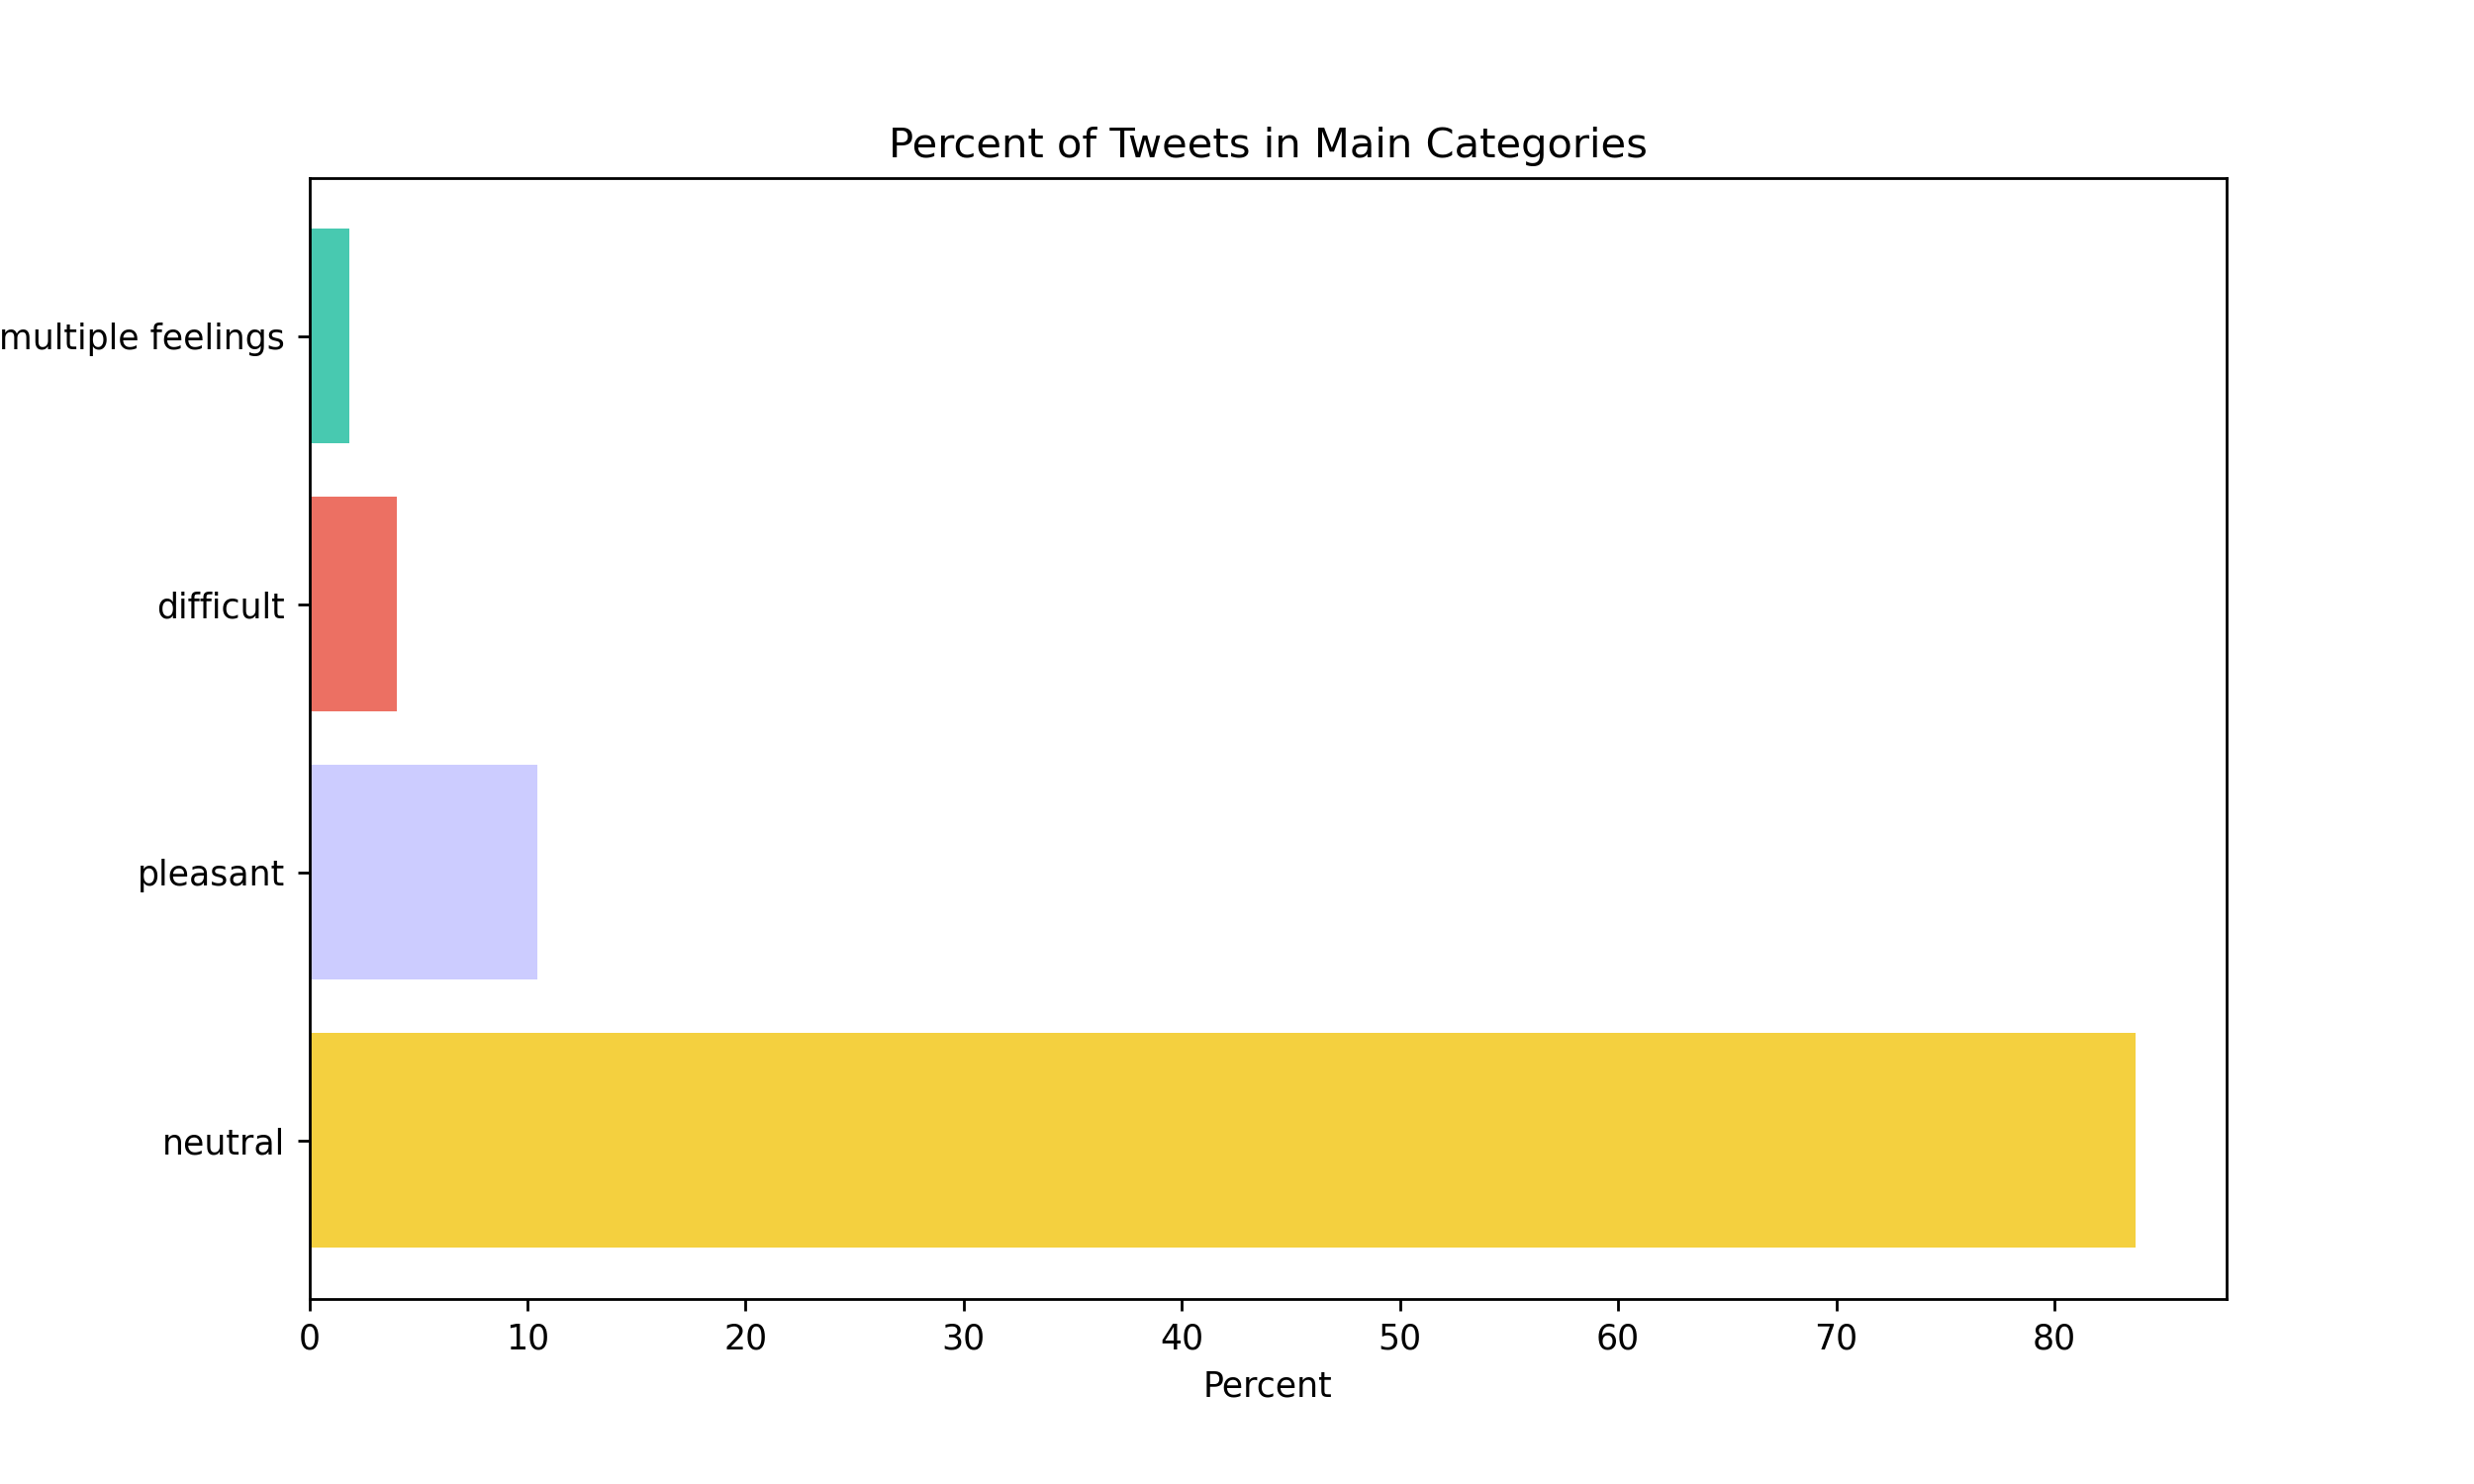 Percent of Tweets in Main Categories
multiple feelings
difficult
pleasant
neutral
0 10 20 30 40 50 60 70 80
Percent